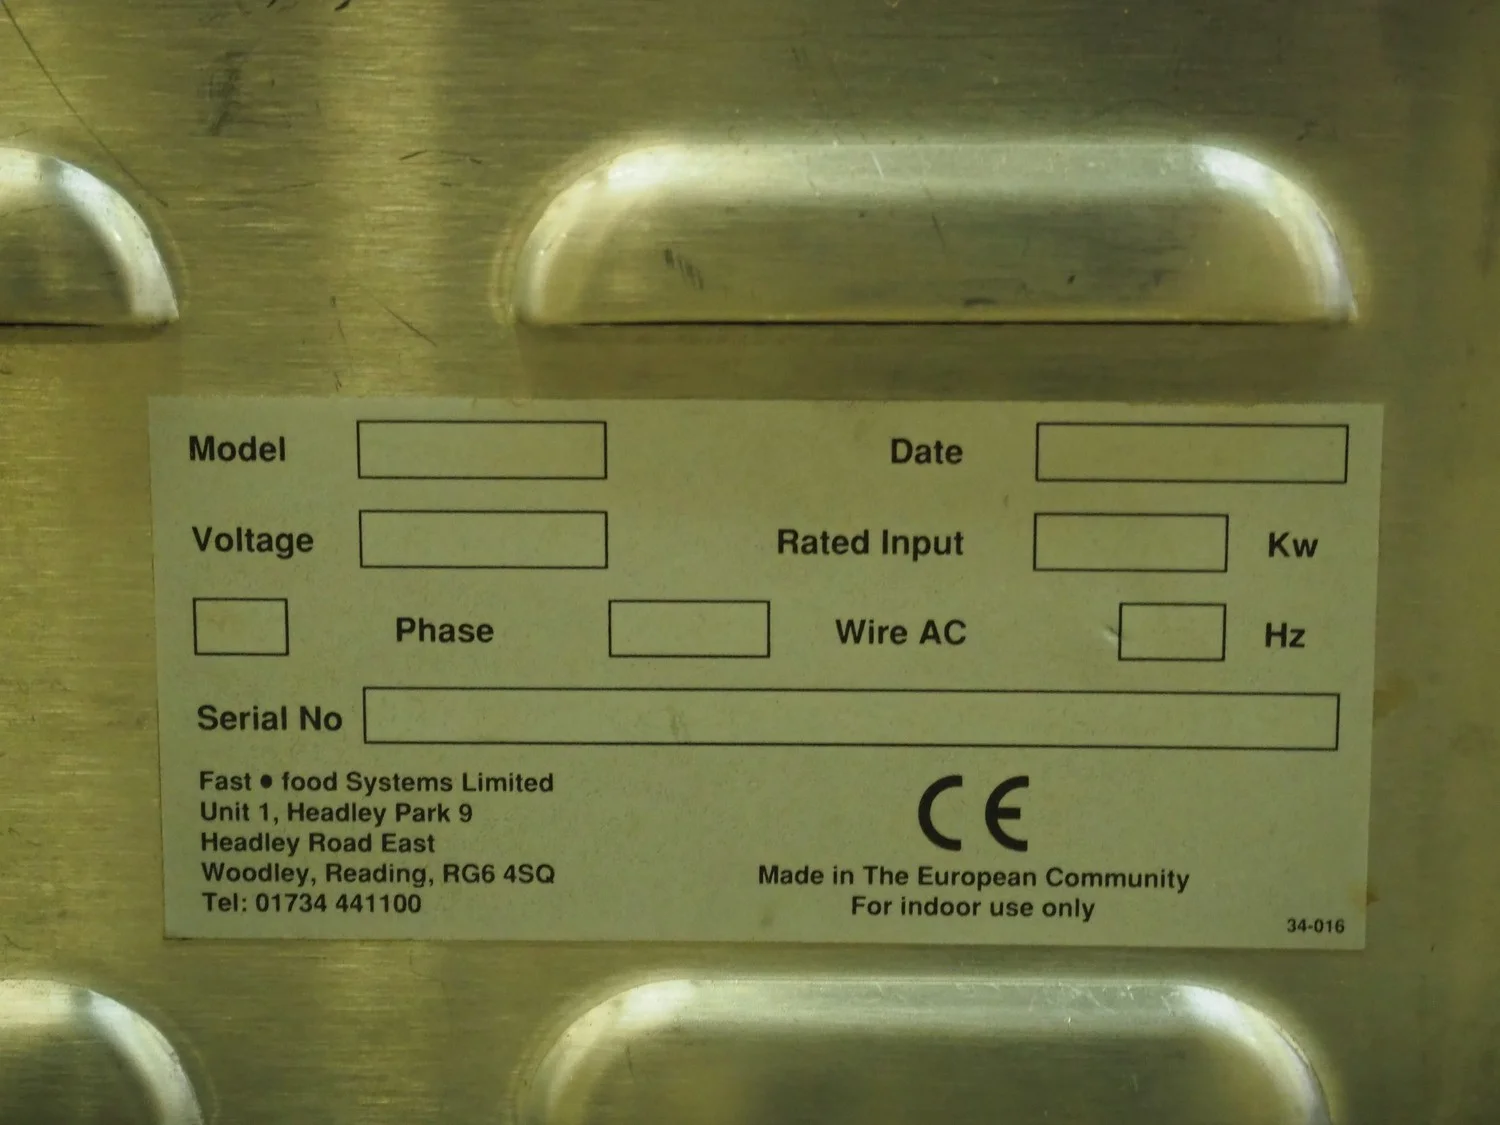 Model Date
Voltage Rated Input Kw
Phase Wire AC Hz
Serial No
Fast • food Systems Limited
Unit 1, Headley Park 9
Headley Road East
Woodley, Reading, RG6 4SQ
Tel: 01734 441100
CE
Made in The European Community
For indoor use only
34-016